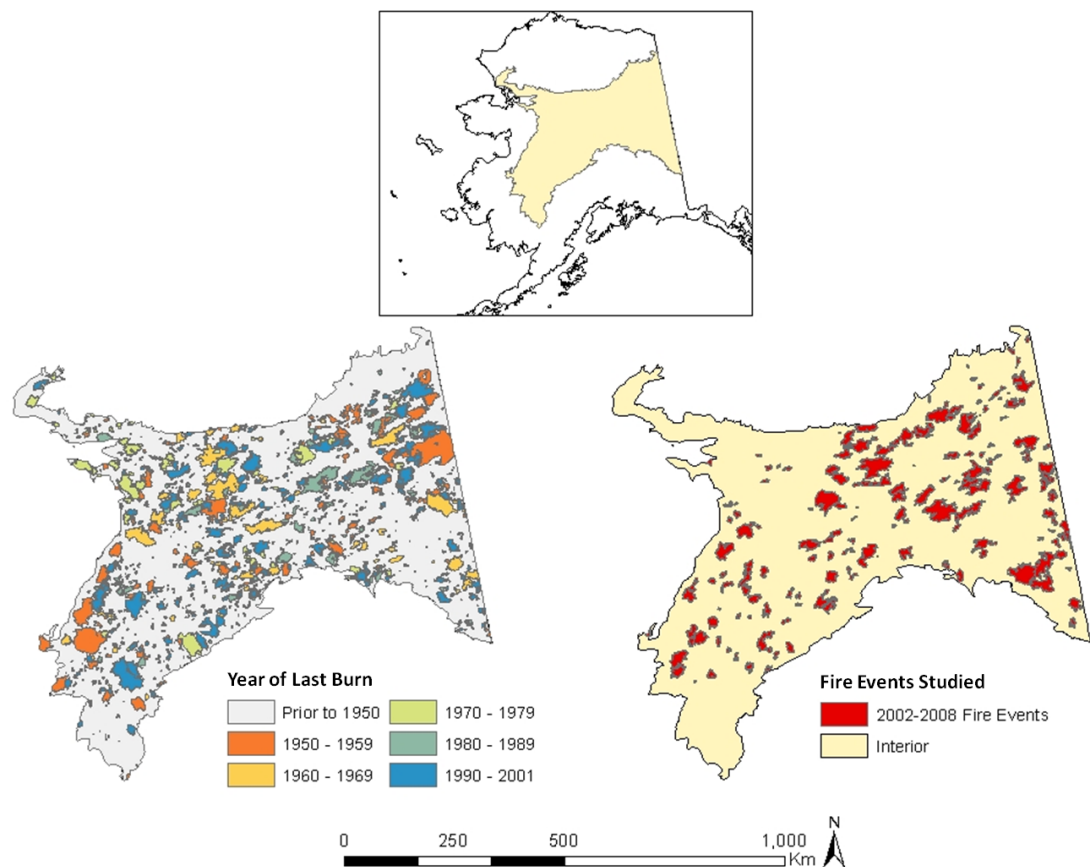 Year of Last Burn
Prior to 1950
1950 - 1959
1960 - 1969
1970 - 1979
1980 - 1989
1990 - 2001
Fire Events Studied
2002-2008 Fire Events
Interior
0 250 500 1,000
Km
N